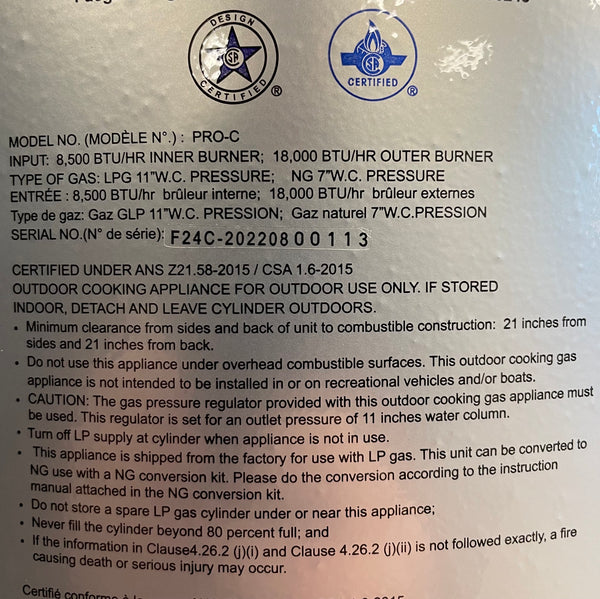 DESIGN
CSA
CERTIFIED
®
CERTIFIED
®
MODEL NO. (MODÈLE N°.) : PRO-C
INPUT: 8,500 BTU/HR INNER BURNER; 18,000 BTU/HR OUTER BURNER
TYPE OF GAS: LPG 11"W.C. PRESSURE; NG 7"W.C. PRESSURE
ENTRÉE : 8,500 BTU/hr brûleur interne; 18,000 BTU/hr brûleur externes
Type de gaz: Gaz GLP 11"W.C. PRESSION; Gaz naturel 7"W.C.PRESSION
SERIAL NO.(N° de série): F24C-20220800113
CERTIFIED UNDER ANS Z21.58-2015 / CSA 1.6-2015
OUTDOOR COOKING APPLIANCE FOR OUTDOOR USE ONLY. IF STORED
INDOOR, DETACH AND LEAVE CYLINDER OUTDOORS.
• Minimum clearance from sides and back of unit to combustible construction: 21 inches from
sides and 21 inches from back.
• Do not use this appliance under overhead combustible surfaces. This outdoor cooking gas
appliance is not intended to be installed in or on recreational vehicles and/or boats.
• CAUTION: The gas pressure regulator provided with this outdoor cooking gas appliance must
be used. This regulator is set for an outlet pressure of 11 inches water column.
• Turn off LP supply at cylinder when appliance is not in use.
• This appliance is shipped from the factory for use with LP gas. This unit can be converted to
NG use with a NG conversion kit. Please do the conversion according to the instruction
manual attached in the NG conversion kit.
• Do not store a spare LP gas cylinder under or near this appliance;
• Never fill the cylinder beyond 80 percent full; and
• If the information in Clause4.26.2 (j)(i) and Clause 4.26.2 (j)(ii) is not followed exactly, a fire
causing death or serious injury may occur.
Certifié conforme à la